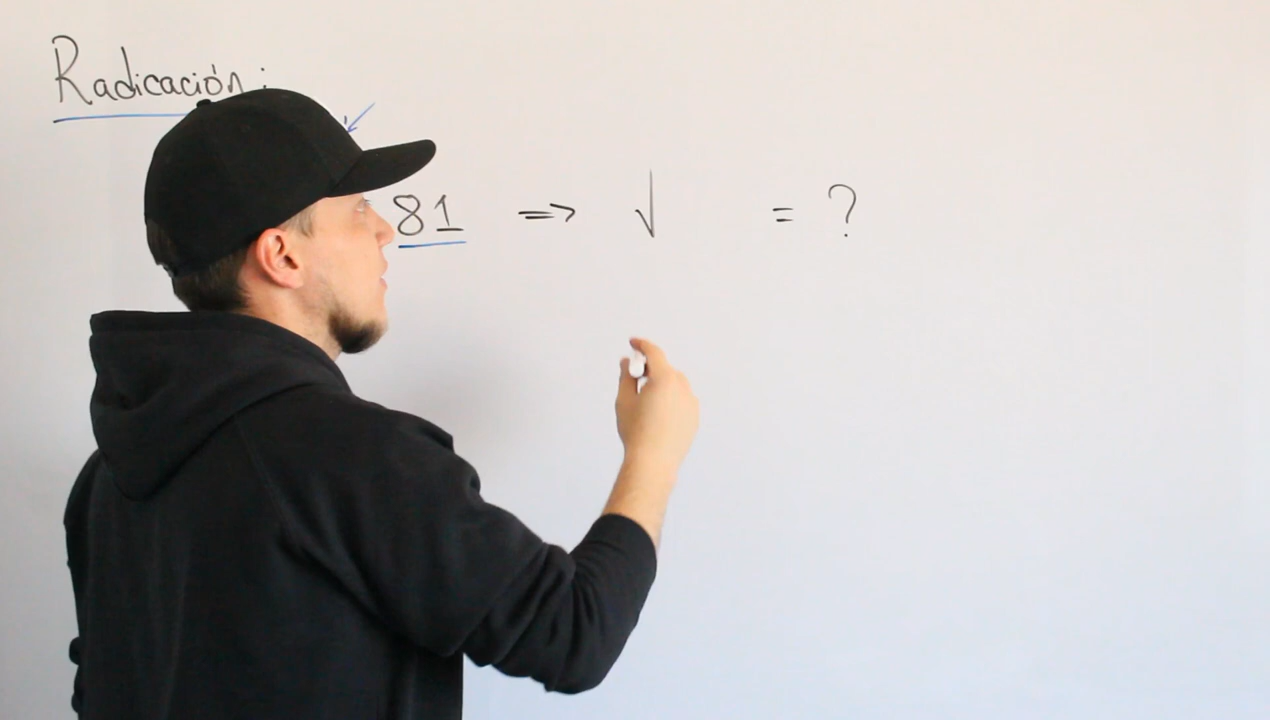 Radicación:
81 => √ = ?